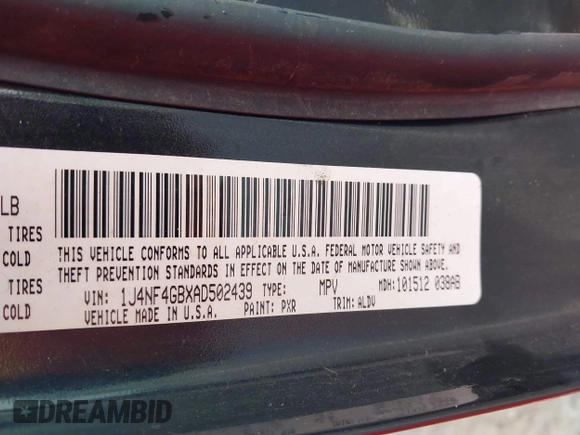 LB
TIRES
COLD
TIRES
COLD
THIS VEHICLE CONFORMS TO ALL APPLICABLE U.S.A. FEDERAL MOTOR VEHICLE SAFETY AND
THEFT PREVENTION STANDARDS IN EFFECT ON THE DATE OF MANUFACTURE SHOWN ABOVE.
VIN: 1J4NF4GBXAD502439 TYPE: MPV MDH: 101512 038AB
VEHICLE MADE IN U.S.A. PAINT: PXR TRIM: ALDV
DREAMBID